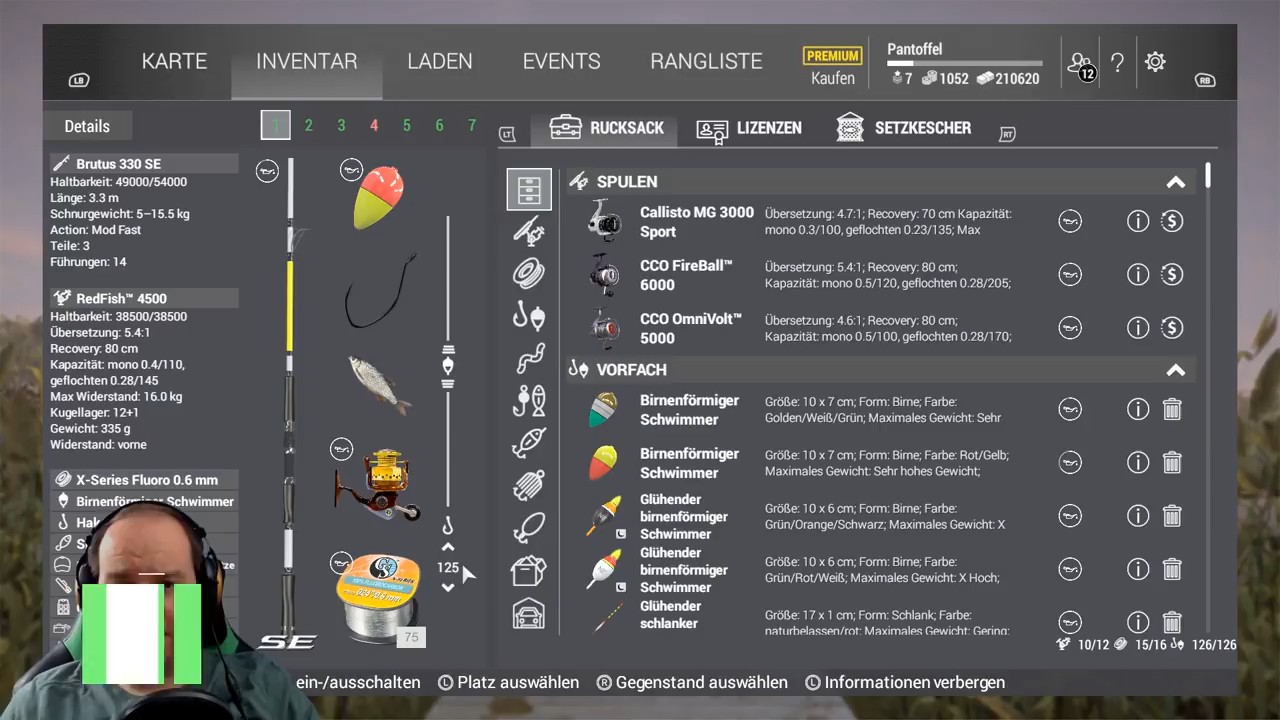 KARTE
INVENTAR
LADEN
EVENTS
RANGLISTE
PREMIUM
Kaufen
Pantoffel
7 1052 210620
12
LB
RB
Details
1 2 3 4 5 6 7
LT
RUCKSACK
LIZENZEN
SETZKESCHER
RT
Brutus 330 SE
Haltbarkeit: 49000/54000
Länge: 3.3 m
Schnurgewicht: 5–15.5 kg
Action: Mod Fast
Teile: 3
Führungen: 14
RedFish™ 4500
Haltbarkeit: 38500/38500
Übersetzung: 5.4:1
Recovery: 80 cm
Kapazität: mono 0.4/110,
geflochten 0.28/145
Max Widerstand: 16.0 kg
Kugellager: 12+1
Gewicht: 335 g
Widerstand: vorne
X-Series Fluoro 0.6 mm
Birnenförmiger Schwimmer
SE
125
75
SPULEN
Callisto MG 3000
Sport
Übersetzung: 4.7:1; Recovery: 70 cm Kapazität:
mono 0.3/100, geflochten 0.23/135; Max
CCO FireBall™
6000
Übersetzung: 5.4:1; Recovery: 80 cm;
Kapazität: mono 0.5/120, geflochten 0.28/205;
CCO OmniVolt™
5000
Übersetzung: 4.6:1; Recovery: 80 cm;
Kapazität: mono 0.5/100, geflochten 0.28/170;
VORFACH
Birnenförmiger
Schwimmer
Größe: 10 x 7 cm; Form: Birne; Farbe:
Golden/Weiß/Grün; Maximales Gewicht: Sehr
Birnenförmiger
Schwimmer
Größe: 10 x 7 cm; Form: Birne; Farbe: Rot/Gelb;
Maximales Gewicht: Sehr hohes Gewicht;
Glühender
birnenförmiger
Schwimmer
Größe: 10 x 6 cm; Form: Birne; Farbe:
Grün/Orange/Schwarz; Maximales Gewicht: X
Glühender
birnenförmiger
Schwimmer
Größe: 10 x 6 cm; Form: Birne; Farbe:
Grün/Rot/Weiß; Maximales Gewicht: X Hoch;
Glühender
schlanker
Größe: 17 x 1 cm; Form: Schlank; Farbe:
naturbelassen/rot; Maximales Gewicht: Gering;
10/12 15/16 126/126
ein-/ausschalten
L Platz auswählen
R Gegenstand auswählen
L Informationen verbergen